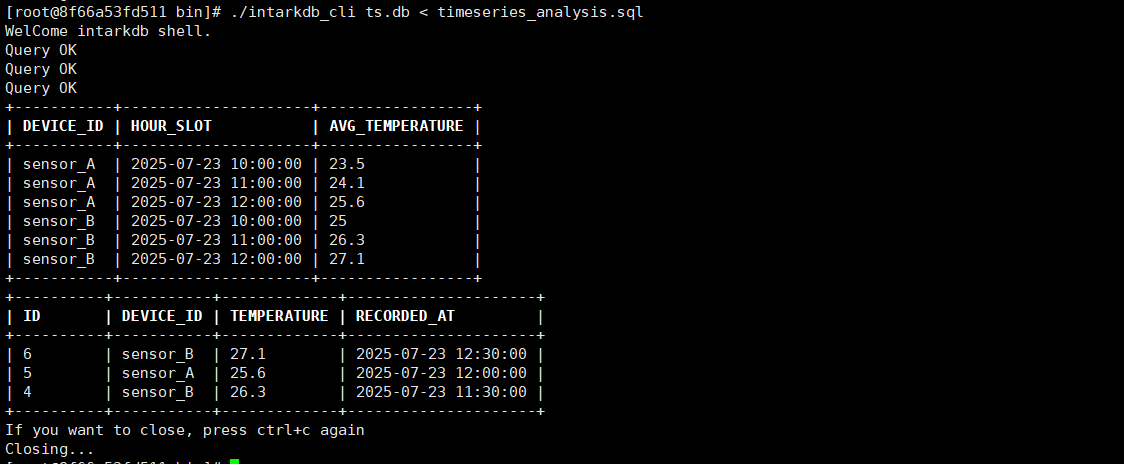 [root@8f66a53fd511 bin]# ./intarkdb_cli ts.db < timeseries_analysis.sql
WelCome intarkdb shell.
Query OK
Query OK
Query OK
+-----------+---------------------+-----------------+
| DEVICE_ID | HOUR_SLOT           | AVG_TEMPERATURE |
+-----------+---------------------+-----------------+
| sensor_A  | 2025-07-23 10:00:00 | 23.5            |
| sensor_A  | 2025-07-23 11:00:00 | 24.1            |
| sensor_A  | 2025-07-23 12:00:00 | 25.6            |
| sensor_B  | 2025-07-23 10:00:00 | 25              |
| sensor_B  | 2025-07-23 11:00:00 | 26.3            |
| sensor_B  | 2025-07-23 12:00:00 | 27.1            |
+-----------+---------------------+-----------------+
+----------+-----------+-------------+---------------------+
| ID       | DEVICE_ID | TEMPERATURE | RECORDED_AT         |
+----------+-----------+-------------+---------------------+
| 6        | sensor_B  | 27.1        | 2025-07-23 12:30:00 |
| 5        | sensor_A  | 25.6        | 2025-07-23 12:00:00 |
| 4        | sensor_B  | 26.3        | 2025-07-23 11:30:00 |
+----------+-----------+-------------+---------------------+
If you want to close, press ctrl+c again
Closing...